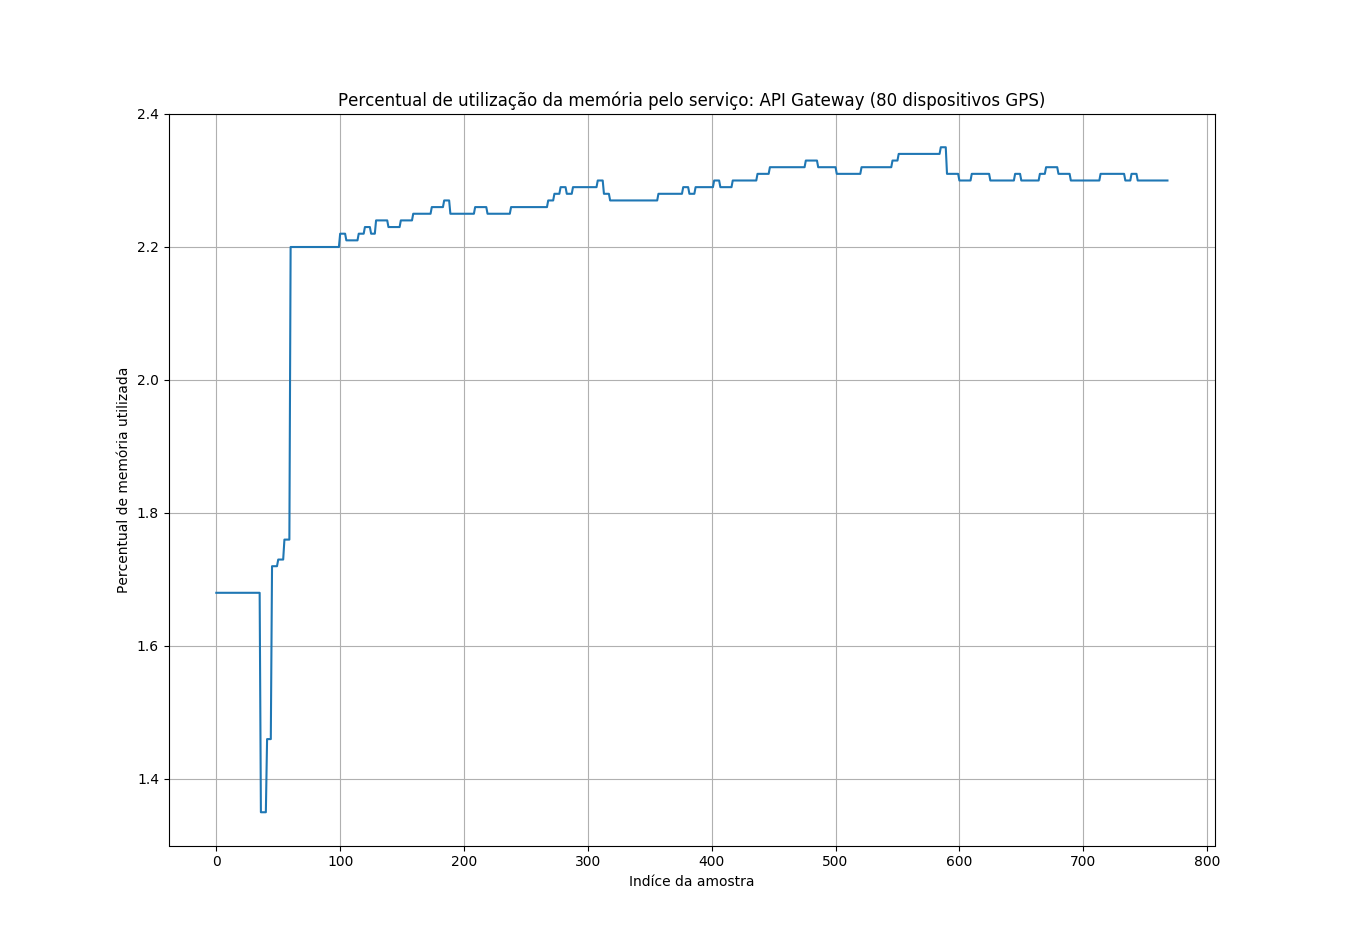 Percentual de utilização da memória pelo serviço: API Gateway (80 dispositivos GPS)
2.4
2.2
2.0
1.8
1.6
1.4
Percentual de memória utilizada
0 100 200 300 400 500 600 700 800
Indíce da amostra